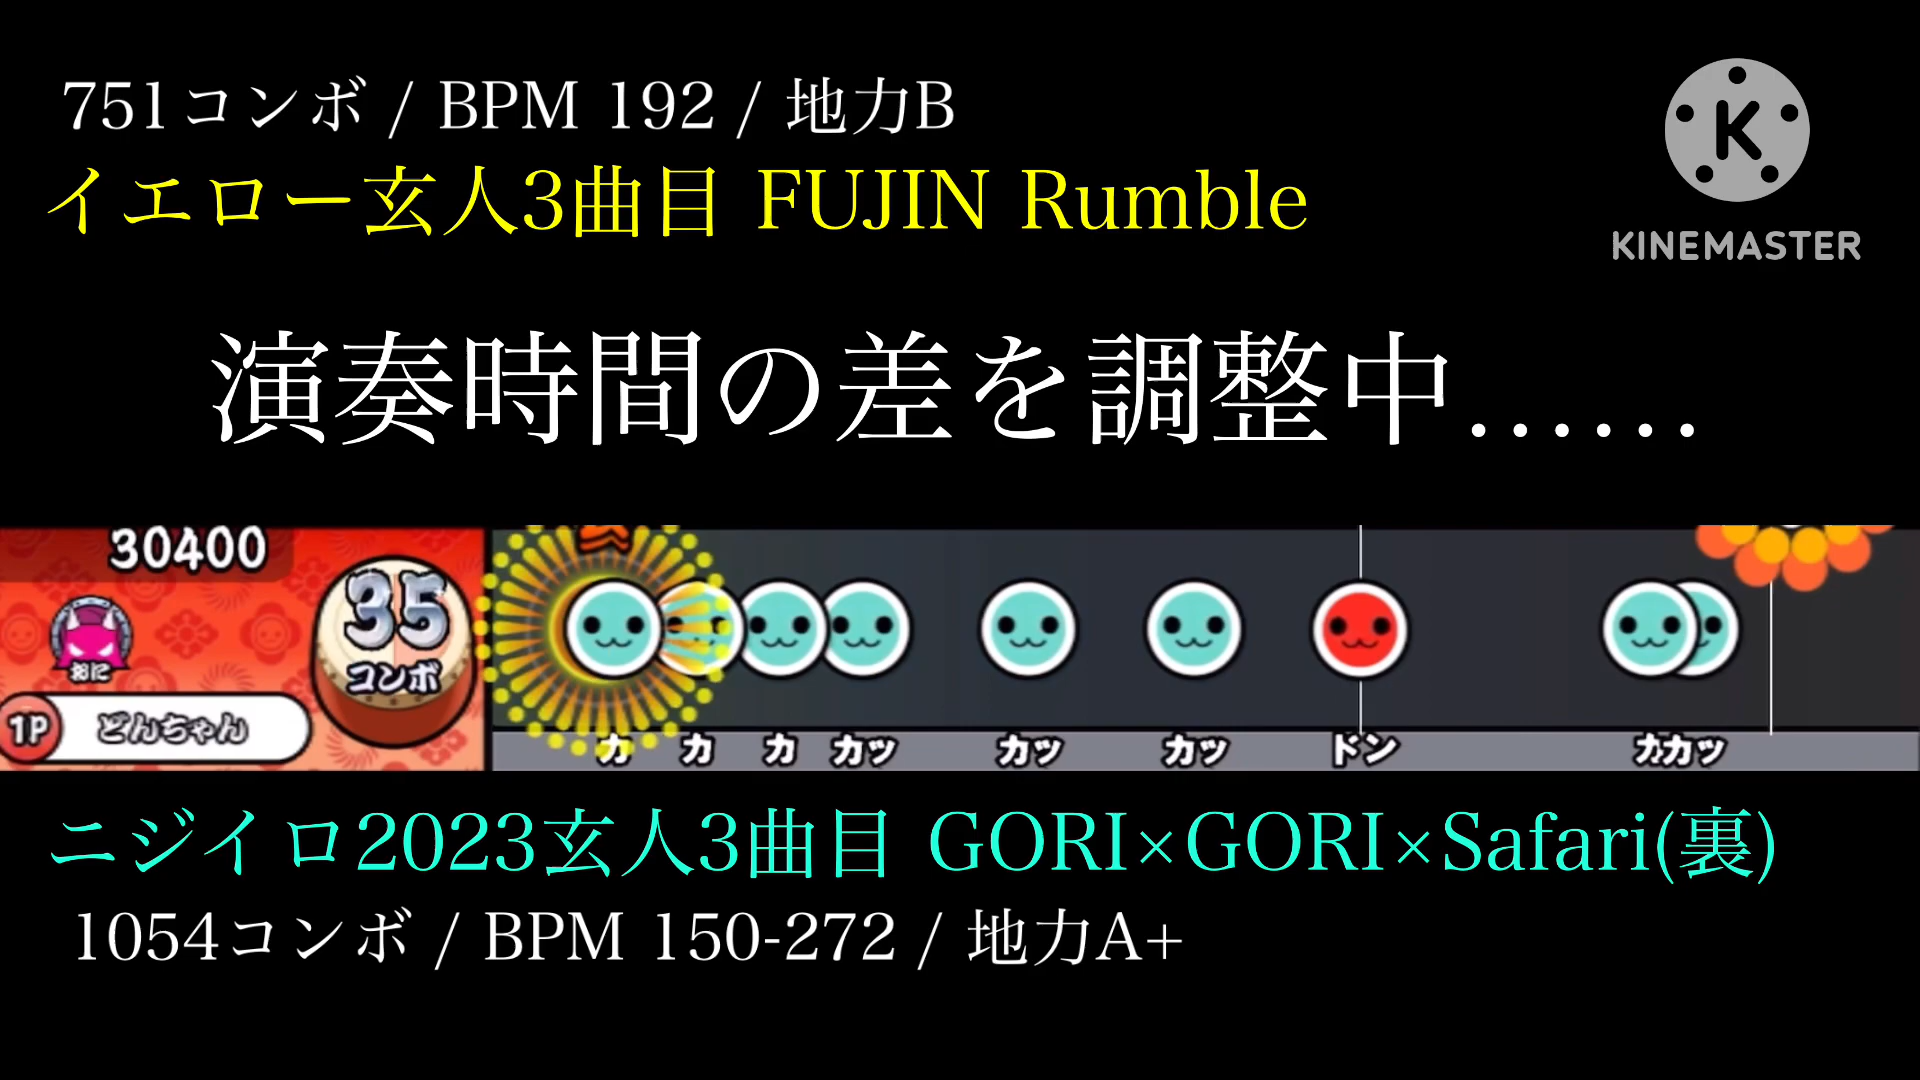 751コンボ / BPM 192 / 地力B
イエロー玄人3曲目 FUJIN Rumble
K
KINEMASTER
演奏時間の差を調整中......
30400
35
コンボ
おに
1P どんちゃん
カ カ カ カッ カッ カッ ドン カカッ
ニジイロ2023玄人3曲目 GORI×GORI×Safari(裏)
1054コンボ / BPM 150-272 / 地力A+